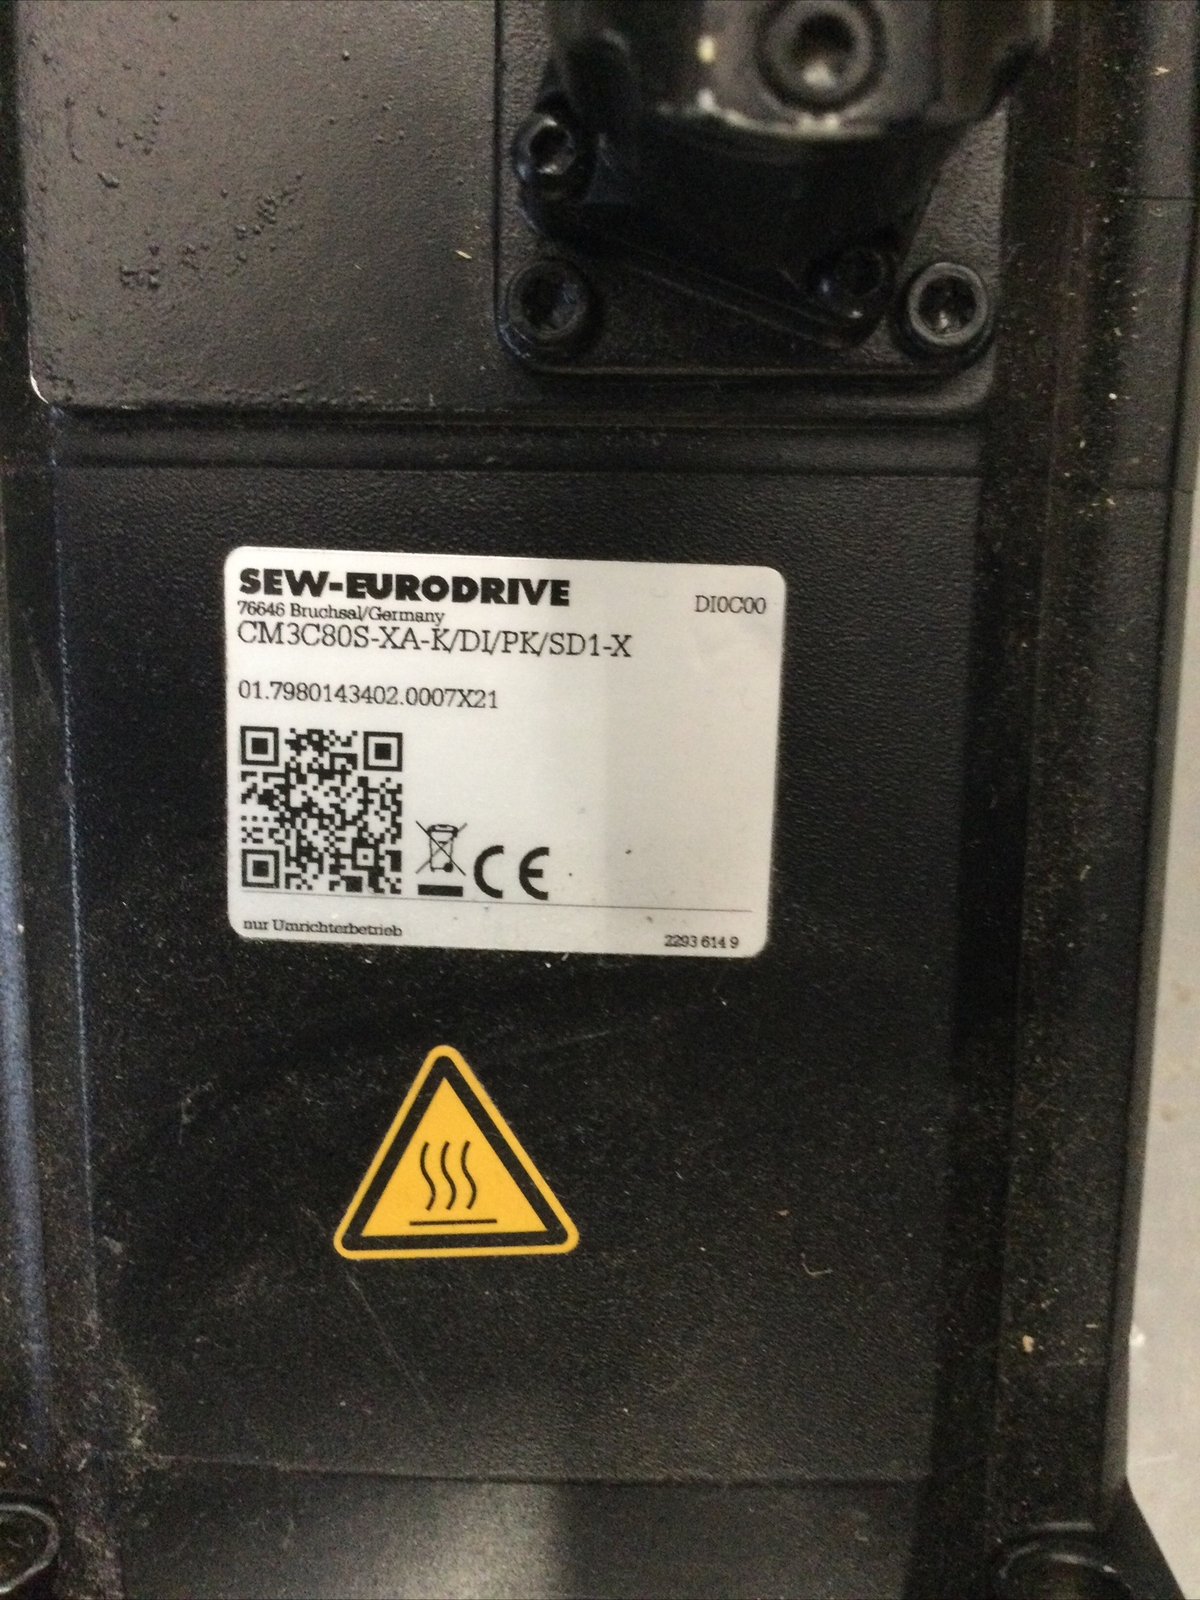 SEW-EURODRIVE
76646 Bruchsal/Germany
DI0C00
CM3C80S-XA-K/DI/PK/SD1-X
01.7980143402.0007X21
CE
nur Umrichterbetrieb
2293 614 9